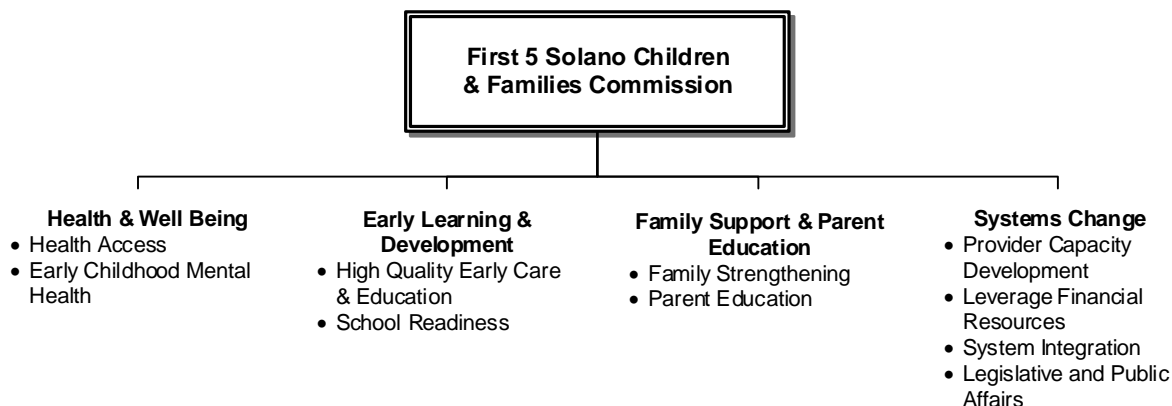 First 5 Solano Children
& Families Commission
Health & Well Being
• Health Access
• Early Childhood Mental
Health
Early Learning &
Development
• High Quality Early Care
& Education
• School Readiness
Family Support & Parent
Education
• Family Strengthening
• Parent Education
Systems Change
• Provider Capacity
Development
• Leverage Financial
Resources
• System Integration
• Legislative and Public
Affairs